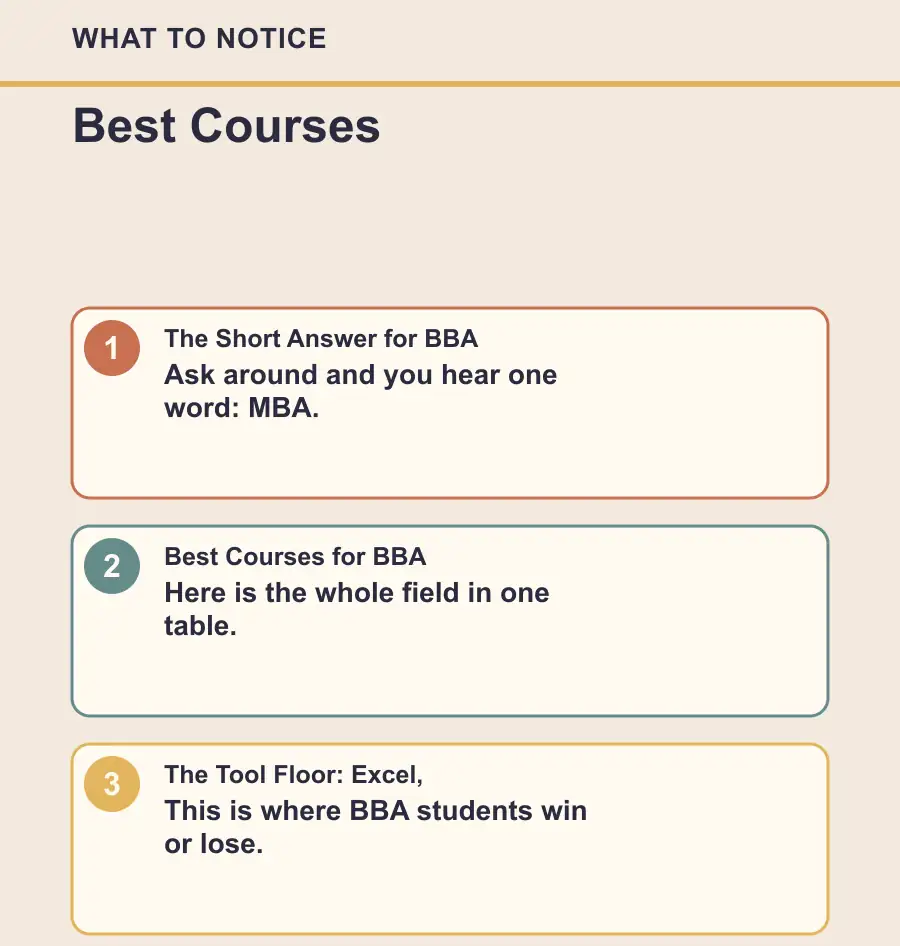 WHAT TO NOTICE
Best Courses
1
The Short Answer for BBA
Ask around and you hear one
word: MBA.
2
Best Courses for BBA
Here is the whole field in one
table.
3
The Tool Floor: Excel,
This is where BBA students win
or lose.